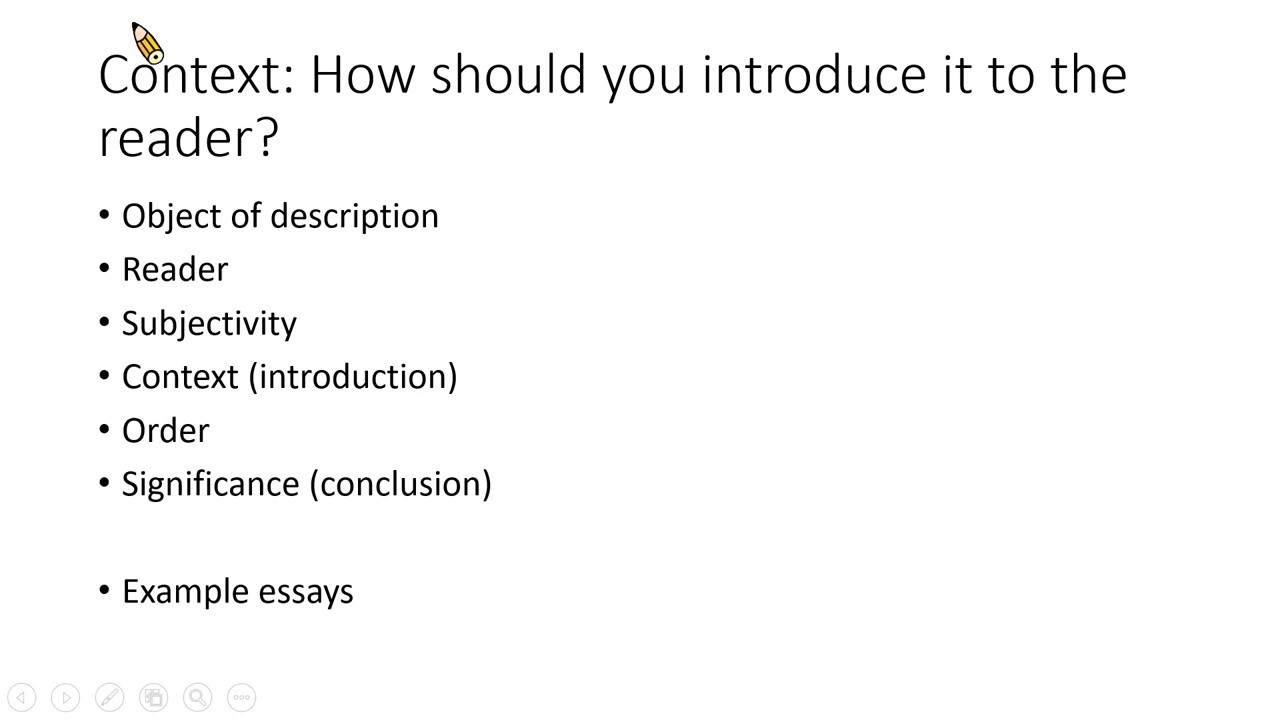 Context: How should you introduce it to the
reader?
• Object of description
• Reader
• Subjectivity
• Context (introduction)
• Order
• Significance (conclusion)
• Example essays